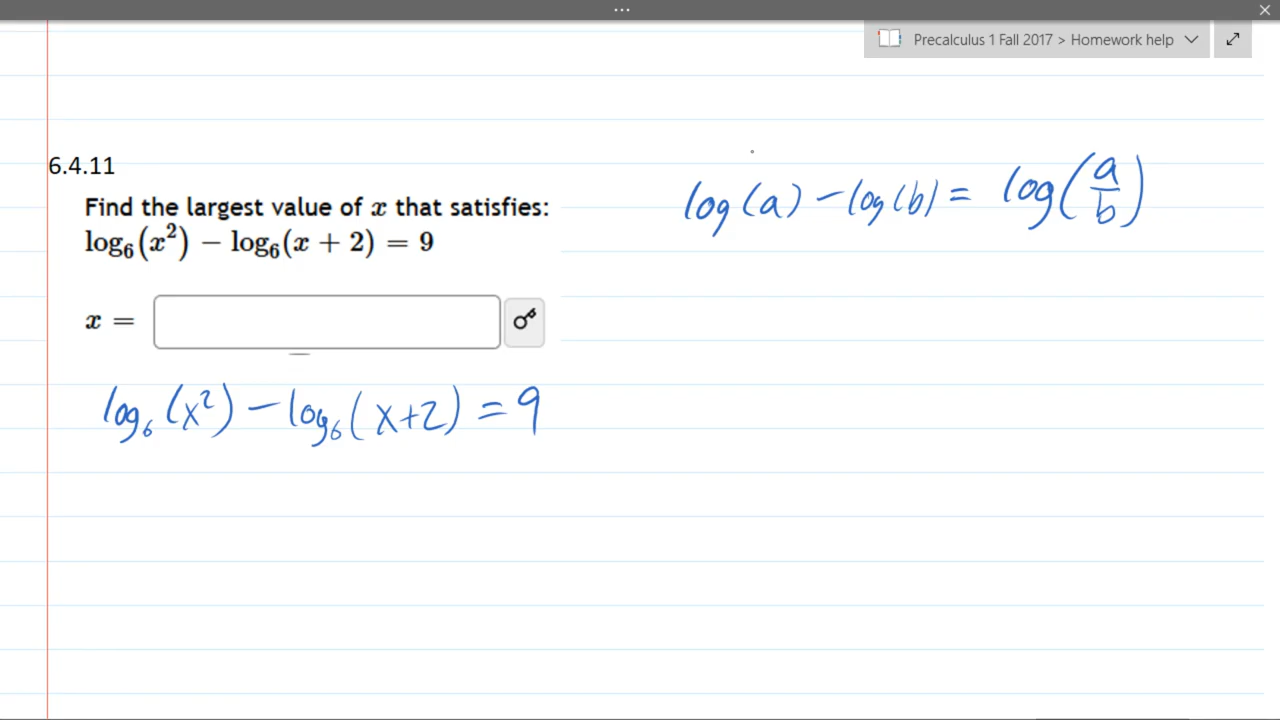 Precalculus 1 Fall 2017 > Homework help
6.4.11
Find the largest value of x that satisfies:
log₆(x²) − log₆(x + 2) = 9
x =
log(a) − log(b) = log(a/b)
log₆(x²) − log₆(x+2) = 9